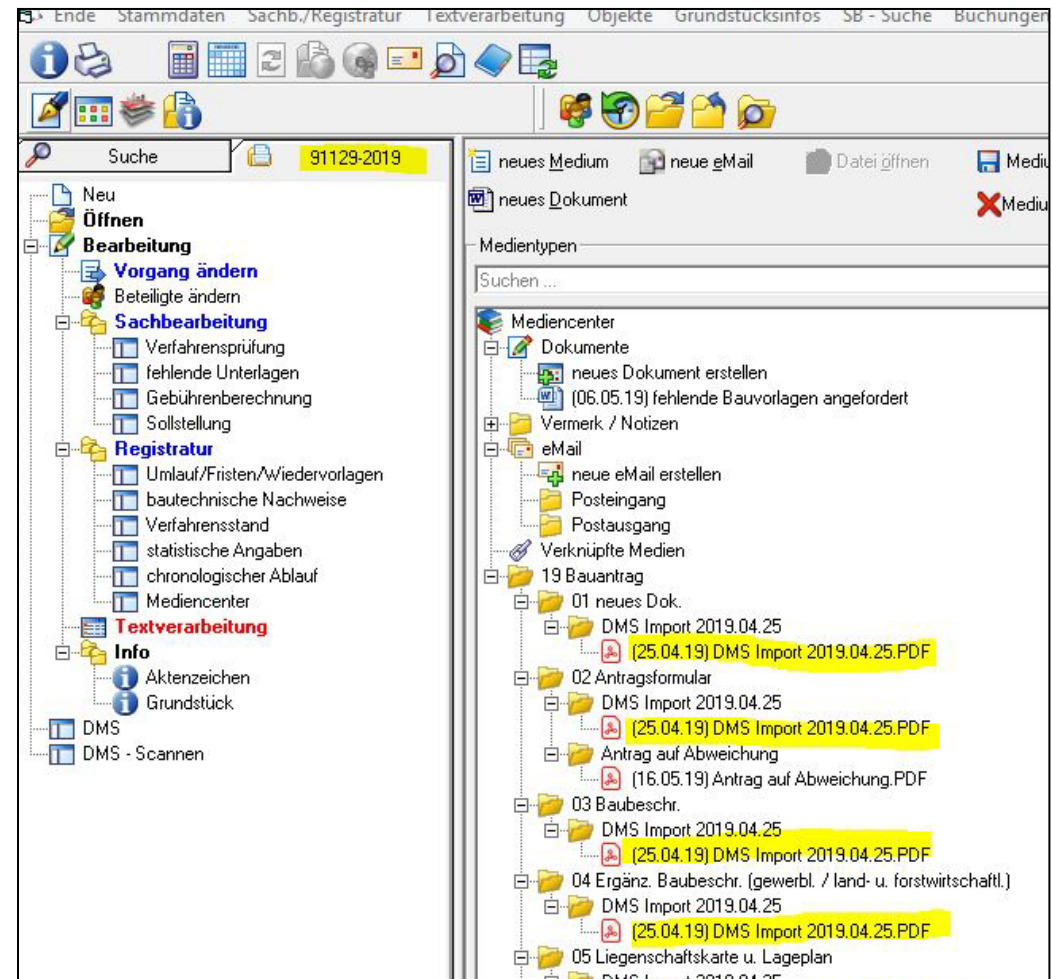 Ende Stammdaten Sachb./Registratur Textverarbeitung Objekte Grundstücksinfos SB - Suche Buchungen
Suche 91129-2019
Neu
Öffnen
Bearbeitung
Vorgang ändern
Beteiligte ändern
Sachbearbeitung
Verfahrensprüfung
fehlende Unterlagen
Gebührenberechnung
Sollstellung
Registratur
Umlauf/Fristen/Wiedervorlagen
bautechnische Nachweise
Verfahrensstand
statistische Angaben
chronologischer Ablauf
Mediencenter
Textverarbeitung
Info
Aktenzeichen
Grundstück
DMS
DMS - Scannen
neues Medium neue eMail Datei öffnen Mediu
neues Dokument Mediu
Medientypen
Suchen ...
Mediencenter
Dokumente
neues Dokument erstellen
(06.05.19) fehlende Bauvorlagen angefordert
Vermerk / Notizen
eMail
neue eMail erstellen
Posteingang
Postausgang
Verknüpfte Medien
19 Bauantrag
01 neues Dok.
DMS Import 2019.04.25
(25.04.19) DMS Import 2019.04.25.PDF
02 Antragsformular
DMS Import 2019.04.25
(25.04.19) DMS Import 2019.04.25.PDF
Antrag auf Abweichung
(16.05.19) Antrag auf Abweichung.PDF
03 Baubeschr.
DMS Import 2019.04.25
(25.04.19) DMS Import 2019.04.25.PDF
04 Ergänz. Baubeschr. (gewerbl. / land- u. forstwirtschaftl.)
DMS Import 2019.04.25
(25.04.19) DMS Import 2019.04.25.PDF
05 Liegenschaftskarte u. Lageplan
DMS Import 2019.04.25